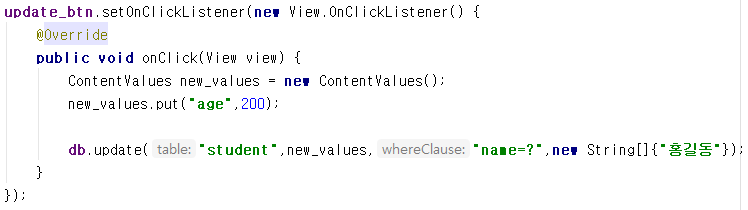 update_btn.setOnClickListener(new View.OnClickListener() {
    @Override
    public void onClick(View view) {
        ContentValues new_values = new ContentValues();
        new_values.put("age",200);

        db.update( table: "student",new_values, whereClause: "name=?",new String[]{"홍길동"});
    }
});